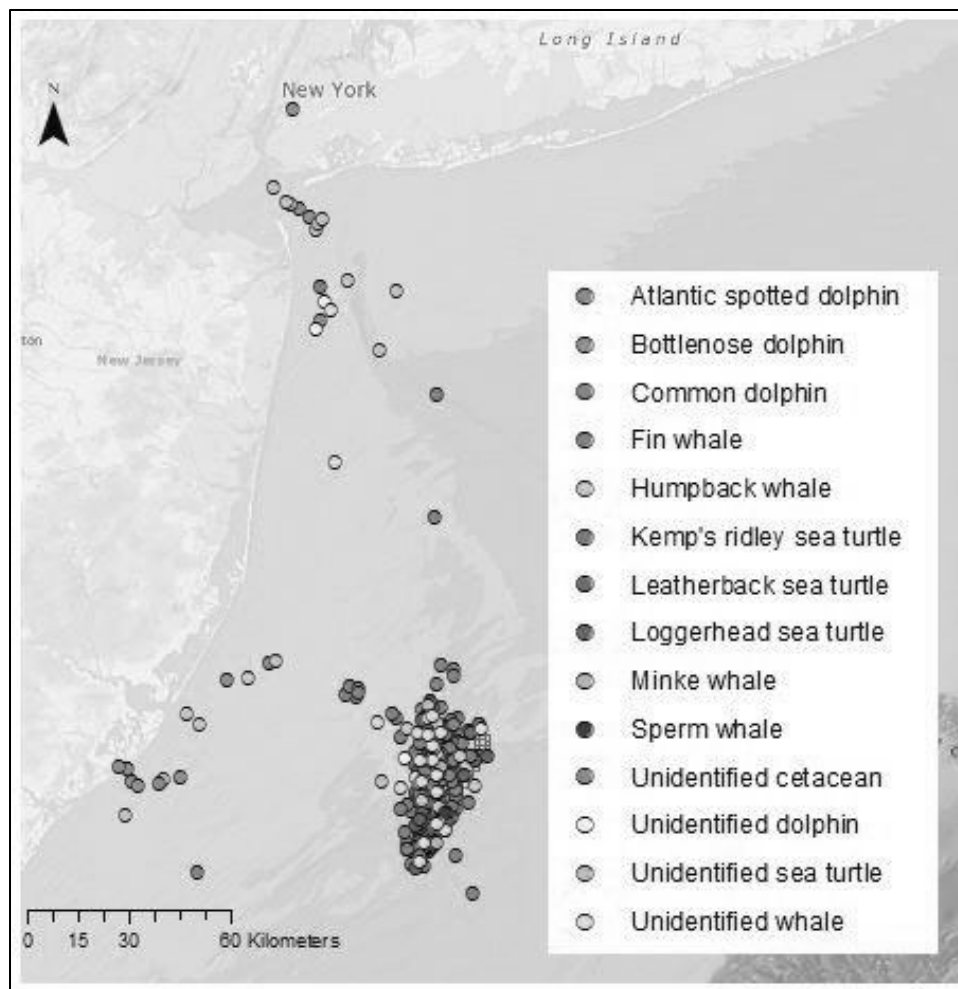 Long Island
N
New York
ton
New Jersey
Atlantic spotted dolphin
Bottlenose dolphin
Common dolphin
Fin whale
Humpback whale
Kemp's ridley sea turtle
Leatherback sea turtle
Loggerhead sea turtle
Minke whale
Sperm whale
Unidentified cetacean
Unidentified dolphin
Unidentified sea turtle
Unidentified whale
0 15 30 60 Kilometers